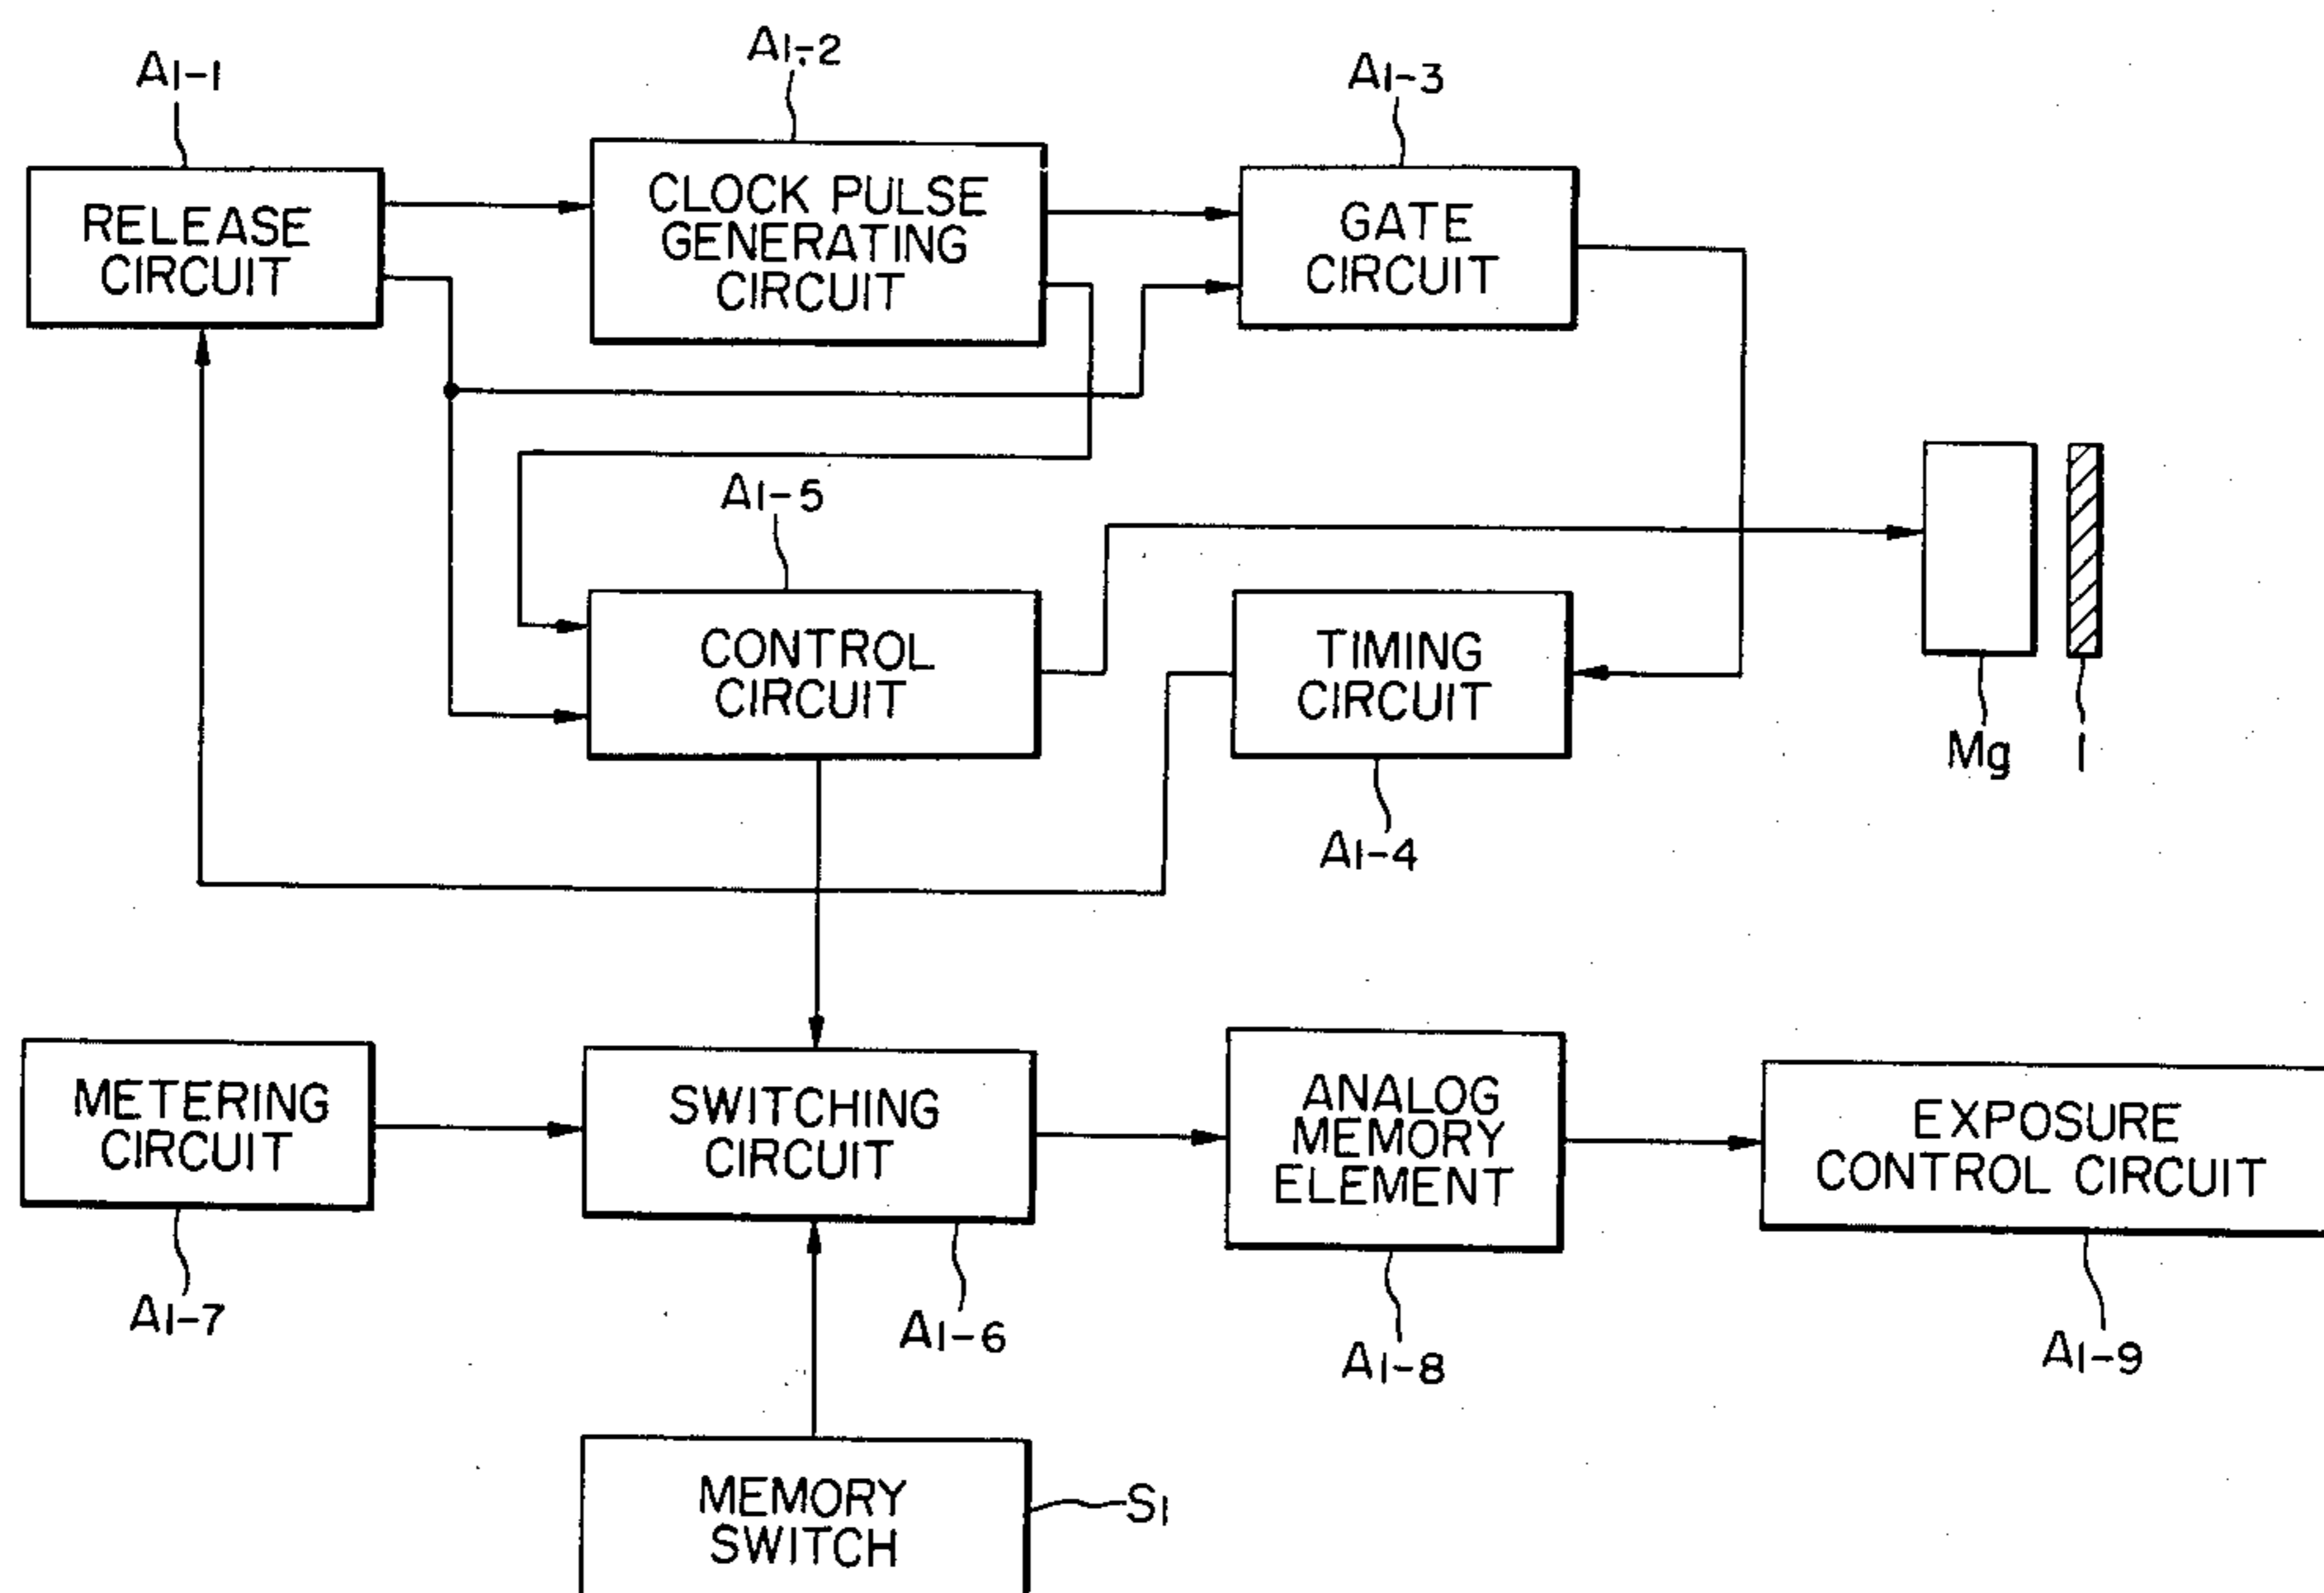 A1-1
A1-2
A1-3
RELEASE
CIRCUIT
CLOCK PULSE
GENERATING
CIRCUIT
GATE
CIRCUIT
A1-5
CONTROL
CIRCUIT
TIMING
CIRCUIT
Mg
1
A1-4
METERING
CIRCUIT
SWITCHING
CIRCUIT
ANALOG
MEMORY
ELEMENT
EXPOSURE
CONTROL CIRCUIT
A1-7
A1-6
A1-8
A1-9
MEMORY
SWITCH
S1